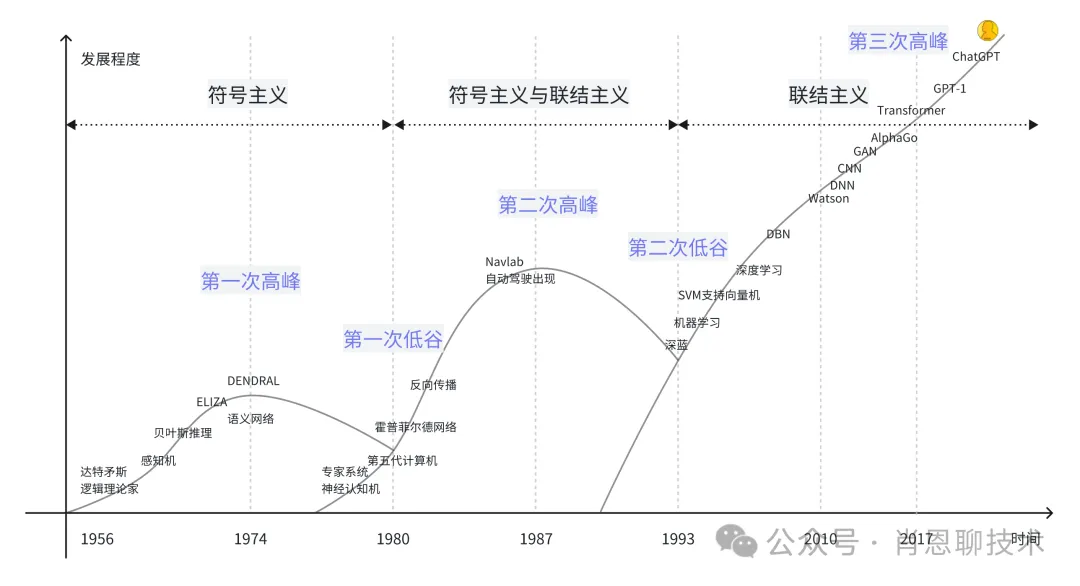 发展程度
第三次高峰
ChatGPT
GPT-1
Transformer
符号主义
符号主义与联结主义
联结主义
AlphaGo
GAN
CNN
DNN
Watson
DBN
深度学习
SVM支持向量机
机器学习
深蓝
第二次高峰
第二次低谷
Navlab
自动驾驶出现
第一次高峰
第一次低谷
DENDRAL
ELIZA
语义网络
贝叶斯推理
感知机
达特矛斯
逻辑理论家
反向传播
霍普菲尔德网络
第五代计算机
专家系统
神经认知机
1956
1974
1980
1987
1993
2010
2017
时间
公众号 · 肖恩聊技术